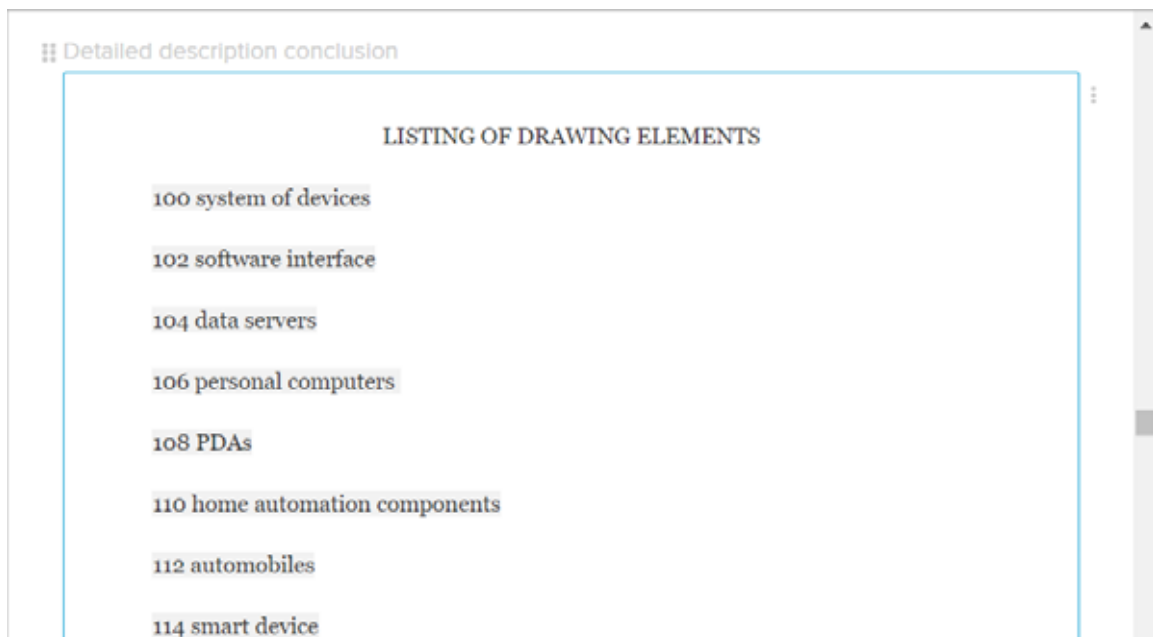 Detailed description conclusion
LISTING OF DRAWING ELEMENTS
100 system of devices
102 software interface
104 data servers
106 personal computers
108 PDAs
110 home automation components
112 automobiles
114 smart device